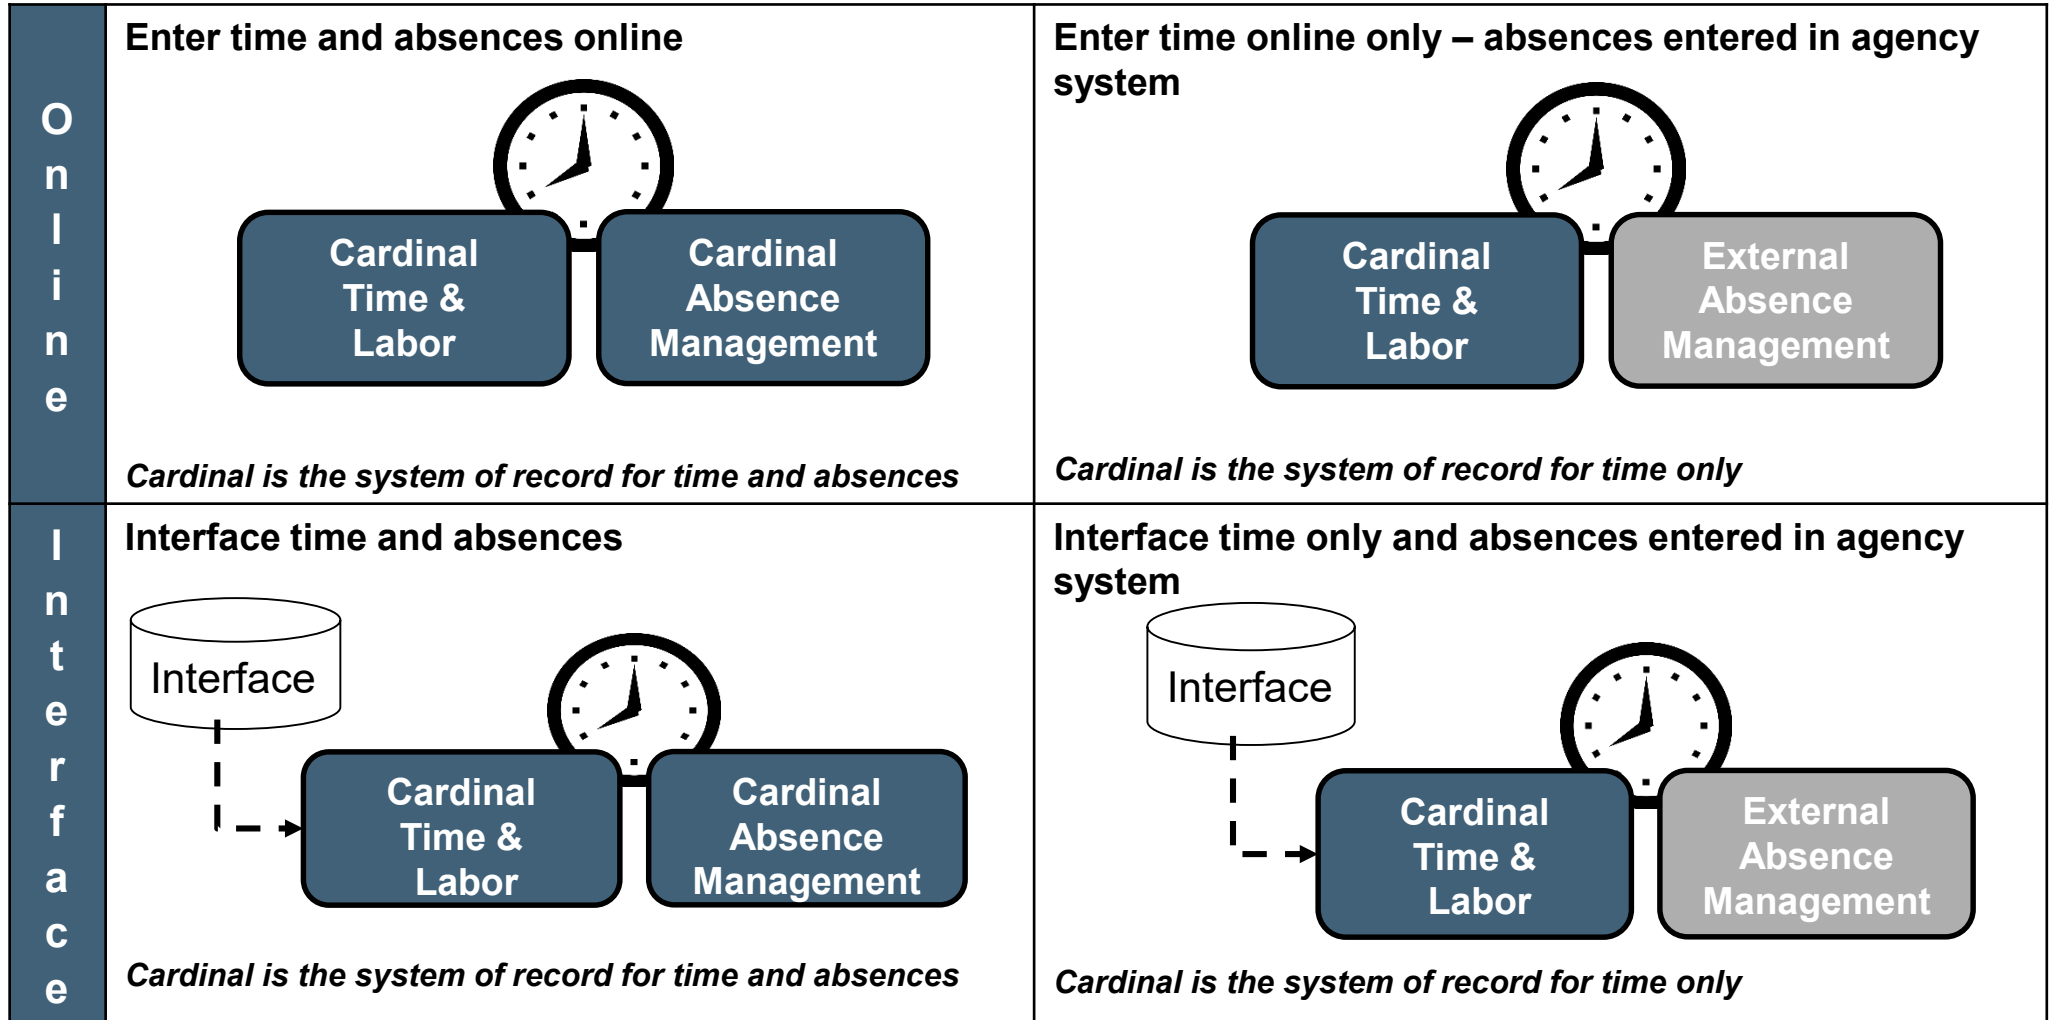 Online
Enter time and absences online
Cardinal
Time &
Labor
Cardinal
Absence
Management
Cardinal is the system of record for time and absences
Enter time online only – absences entered in agency
system
Cardinal
Time &
Labor
External
Absence
Management
Cardinal is the system of record for time only
Interface
Interface time and absences
Interface
Cardinal
Time &
Labor
Cardinal
Absence
Management
Cardinal is the system of record for time and absences
Interface time only and absences entered in agency
system
Interface
Cardinal
Time &
Labor
External
Absence
Management
Cardinal is the system of record for time only